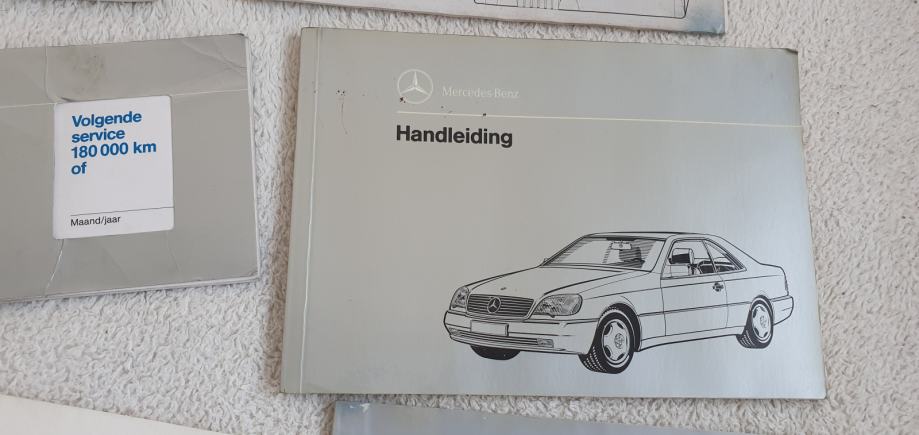 Volgende
service
180 000 km
of
Maand/jaar
Mercedes-Benz
Handleiding